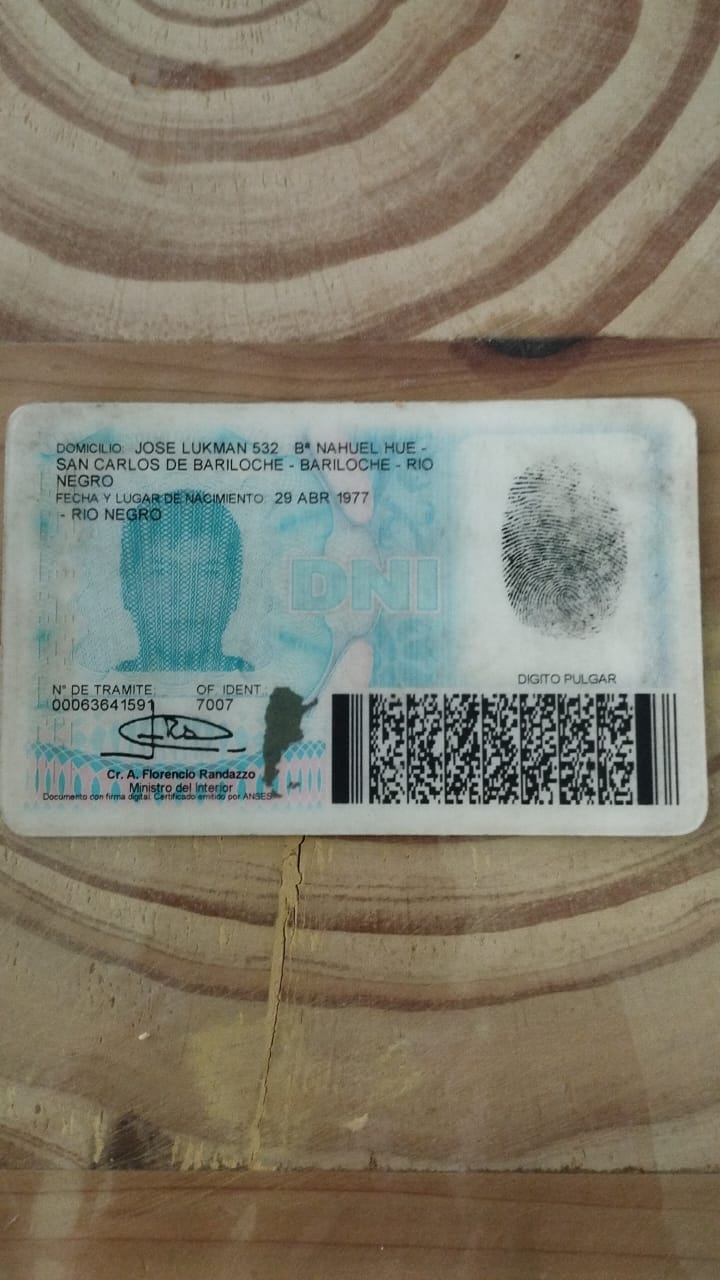 DOMICILIO: JOSE LUKMAN 532 Bª NAHUEL HUE -
SAN CARLOS DE BARILOCHE - BARILOCHE - RIO
NEGRO
FECHA Y LUGAR DE NACIMIENTO: 29 ABR 1977
- RIO NEGRO
DNI
DIGITO PULGAR
Nº DE TRAMITE: OF. IDENT.:
00063641591 7007
Cr. A. Florencio Randazzo
Ministro del Interior
Documento con firma digital. Certificado emitido por ANSES